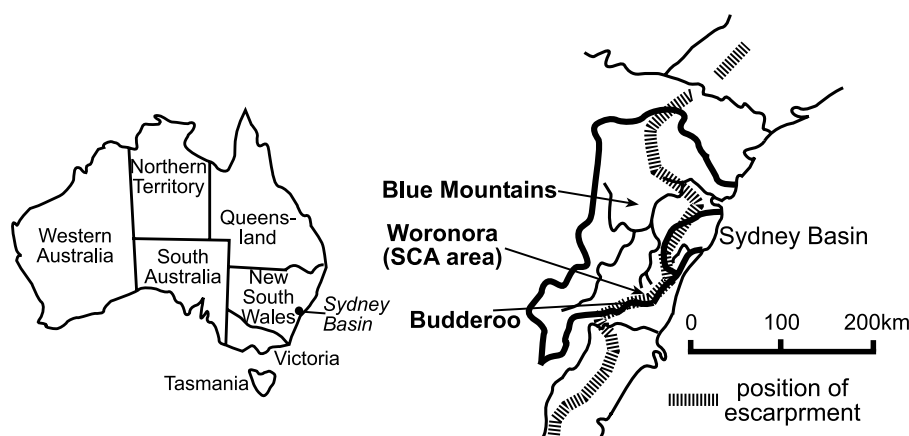 Northern
Territory
Queens-
land
Western
Australia
South
Australia
New
South
Wales
Sydney
Basin
Victoria
Tasmania
Blue Mountains
Woronora
(SCA area)
Budderoo
Sydney Basin
0 100 200km
position of
escarprment